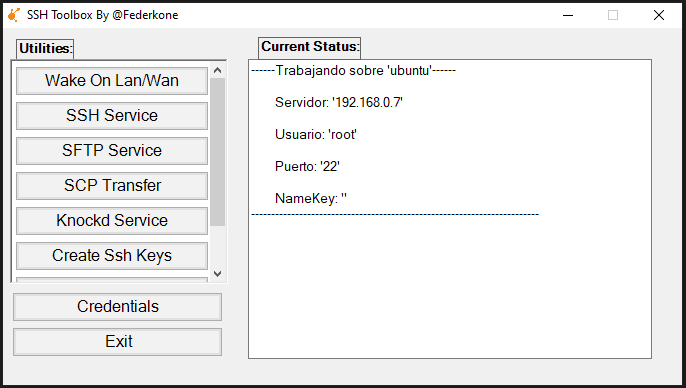 SSH Toolbox By @Federkone
Utilities:
Wake On Lan/Wan
SSH Service
SFTP Service
SCP Transfer
Knockd Service
Create Ssh Keys
Credentials
Exit
Current Status:
------Trabajando sobre 'ubuntu'------
Servidor: '192.168.0.7'
Usuario: 'root'
Puerto: '22'
NameKey: ''
------------------------------------------------------------------------